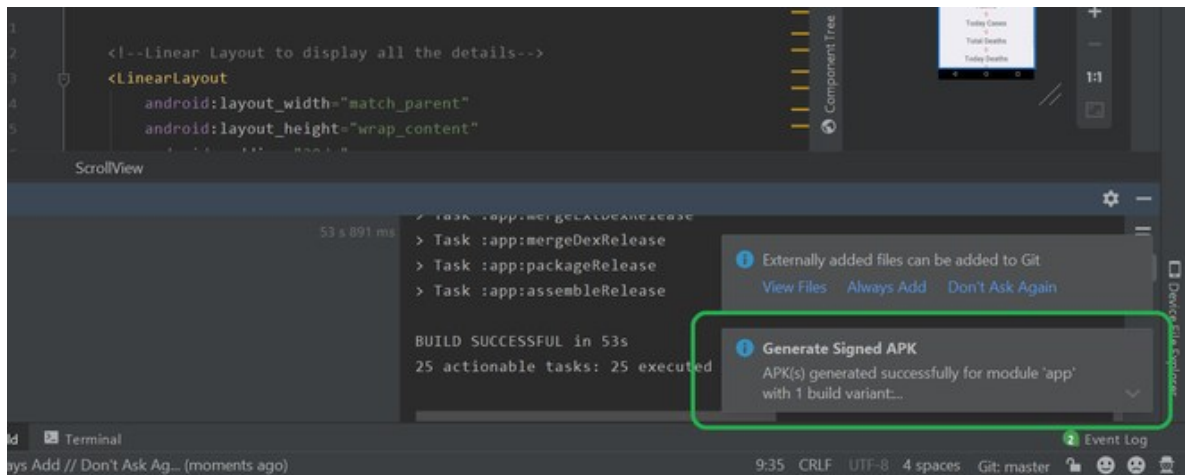 <!--Linear Layout to display all the details-->
<LinearLayout
android:layout_width="match_parent"
android:layout_height="wrap_content"
ScrollView
Component Tree
Today Cases
Total Deaths
Today Deaths
1:1
53 s 891 ms
> Task :app:mergeExtDexRelease
> Task :app:mergeDexRelease
> Task :app:packageRelease
> Task :app:assembleRelease
BUILD SUCCESSFUL in 53s
25 actionable tasks: 25 executed
Externally added files can be added to Git
View Files Always Add Don't Ask Again
Generate Signed APK
APK(s) generated successfully for module 'app'
with 1 build variant:...
Device File Explorer
Terminal
2 Event Log
ays Add // Don't Ask Ag... (moments ago)
9:35 CRLF UTF-8 4 spaces Git: master